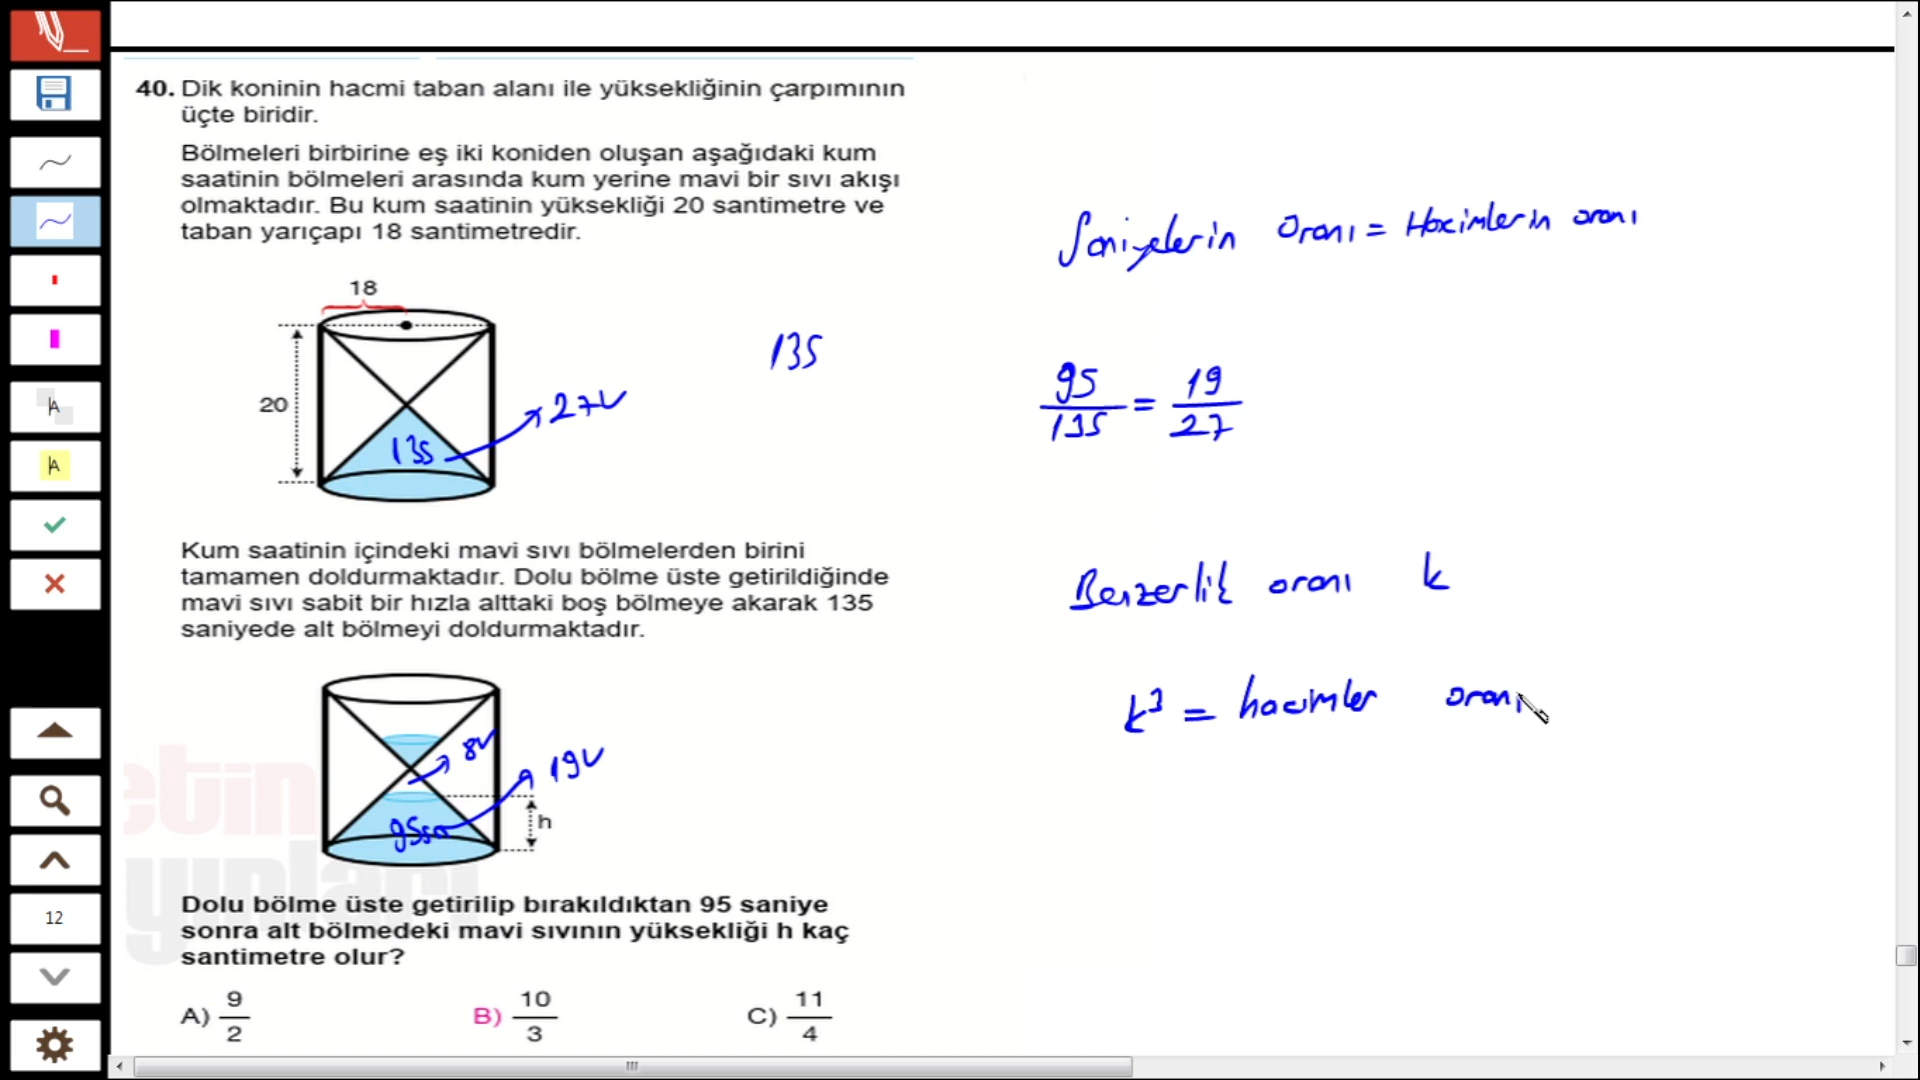 40. Dik koninin hacmi taban alanı ile yüksekliğinin çarpımının
üçte biridir.
Bölmeleri birbirine eş iki koniden oluşan aşağıdaki kum
saatinin bölmeleri arasında kum yerine mavi bir sıvı akışı
olmaktadır. Bu kum saatinin yüksekliği 20 santimetre ve
taban yarıçapı 18 santimetredir.
18
20
135
27V
135
Kum saatinin içindeki mavi sıvı bölmelerden birini
tamamen doldurmaktadır. Dolu bölme üste getirildiğinde
mavi sıvı sabit bir hızla alttaki boş bölmeye akarak 135
saniyede alt bölmeyi doldurmaktadır.
8V
19V
95sn
h
Dolu bölme üste getirilip bırakıldıktan 95 saniye
sonra alt bölmedeki mavi sıvının yüksekliği h kaç
santimetre olur?
A) 9/2 B) 10/3 C) 11/4
Saniyelerin Oranı = Hacimlerin oranı
95/135 = 19/27
Benzerlik oranı k
k³ = hacimler oranı
etin
yınları
A
A
12